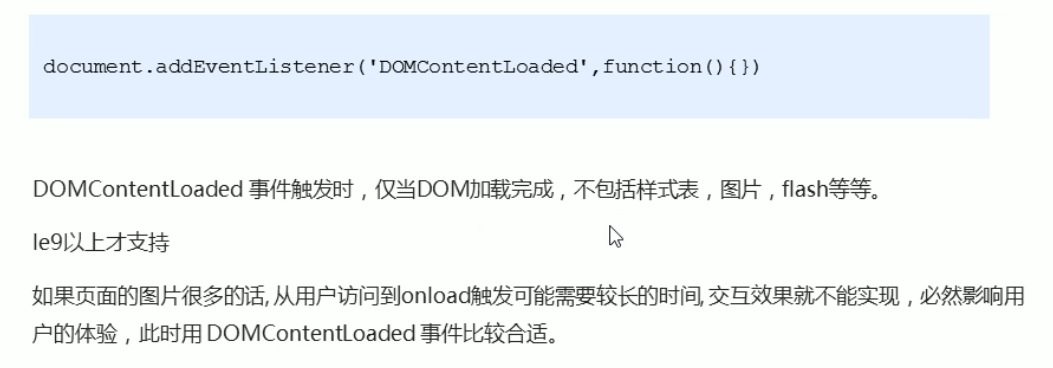 document.addEventListener('DOMContentLoaded',function(){})
DOMContentLoaded 事件触发时，仅当DOM加载完成，不包括样式表，图片，flash等等。
Ie9以上才支持
如果页面的图片很多的话, 从用户访问到onload触发可能需要较长的时间, 交互效果就不能实现，必然影响用
户的体验，此时用 DOMContentLoaded 事件比较合适。